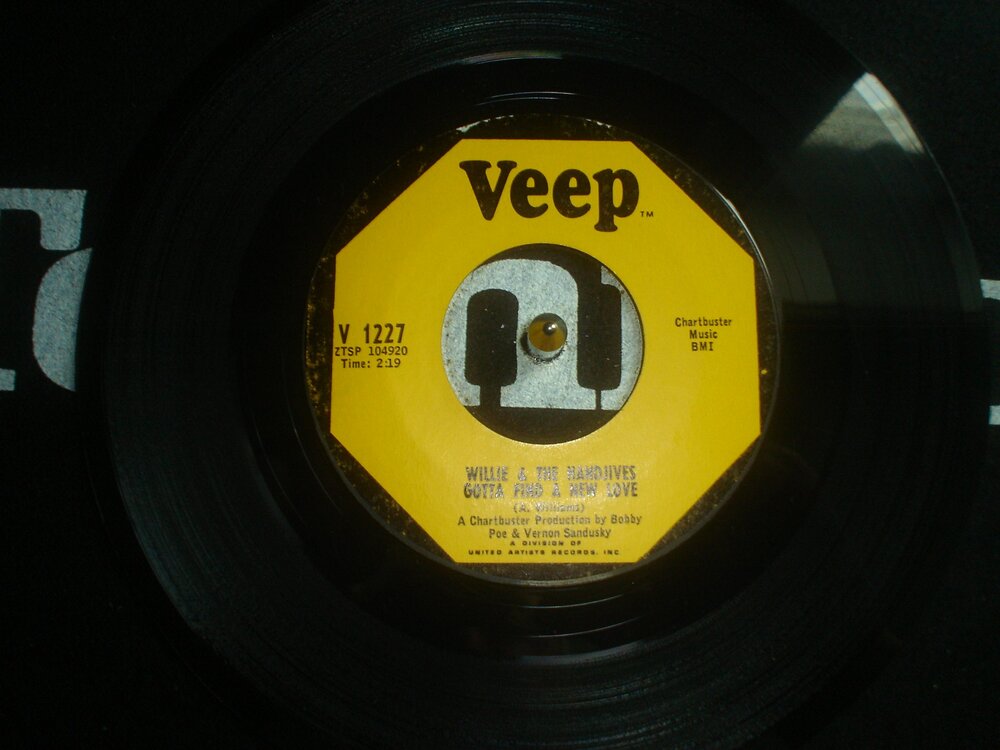 Veep TM
V 1227
ZTSP 104920
Time: 2:19
Chartbuster
Music
BMI
WILLIE & THE HANDJIVES
GOTTA FIND A NEW LOVE
(A. Williams)
A Chartbuster Production by Bobby
Poe & Vernon Sandusky
A DIVISION OF
UNITED ARTISTS RECORDS, INC